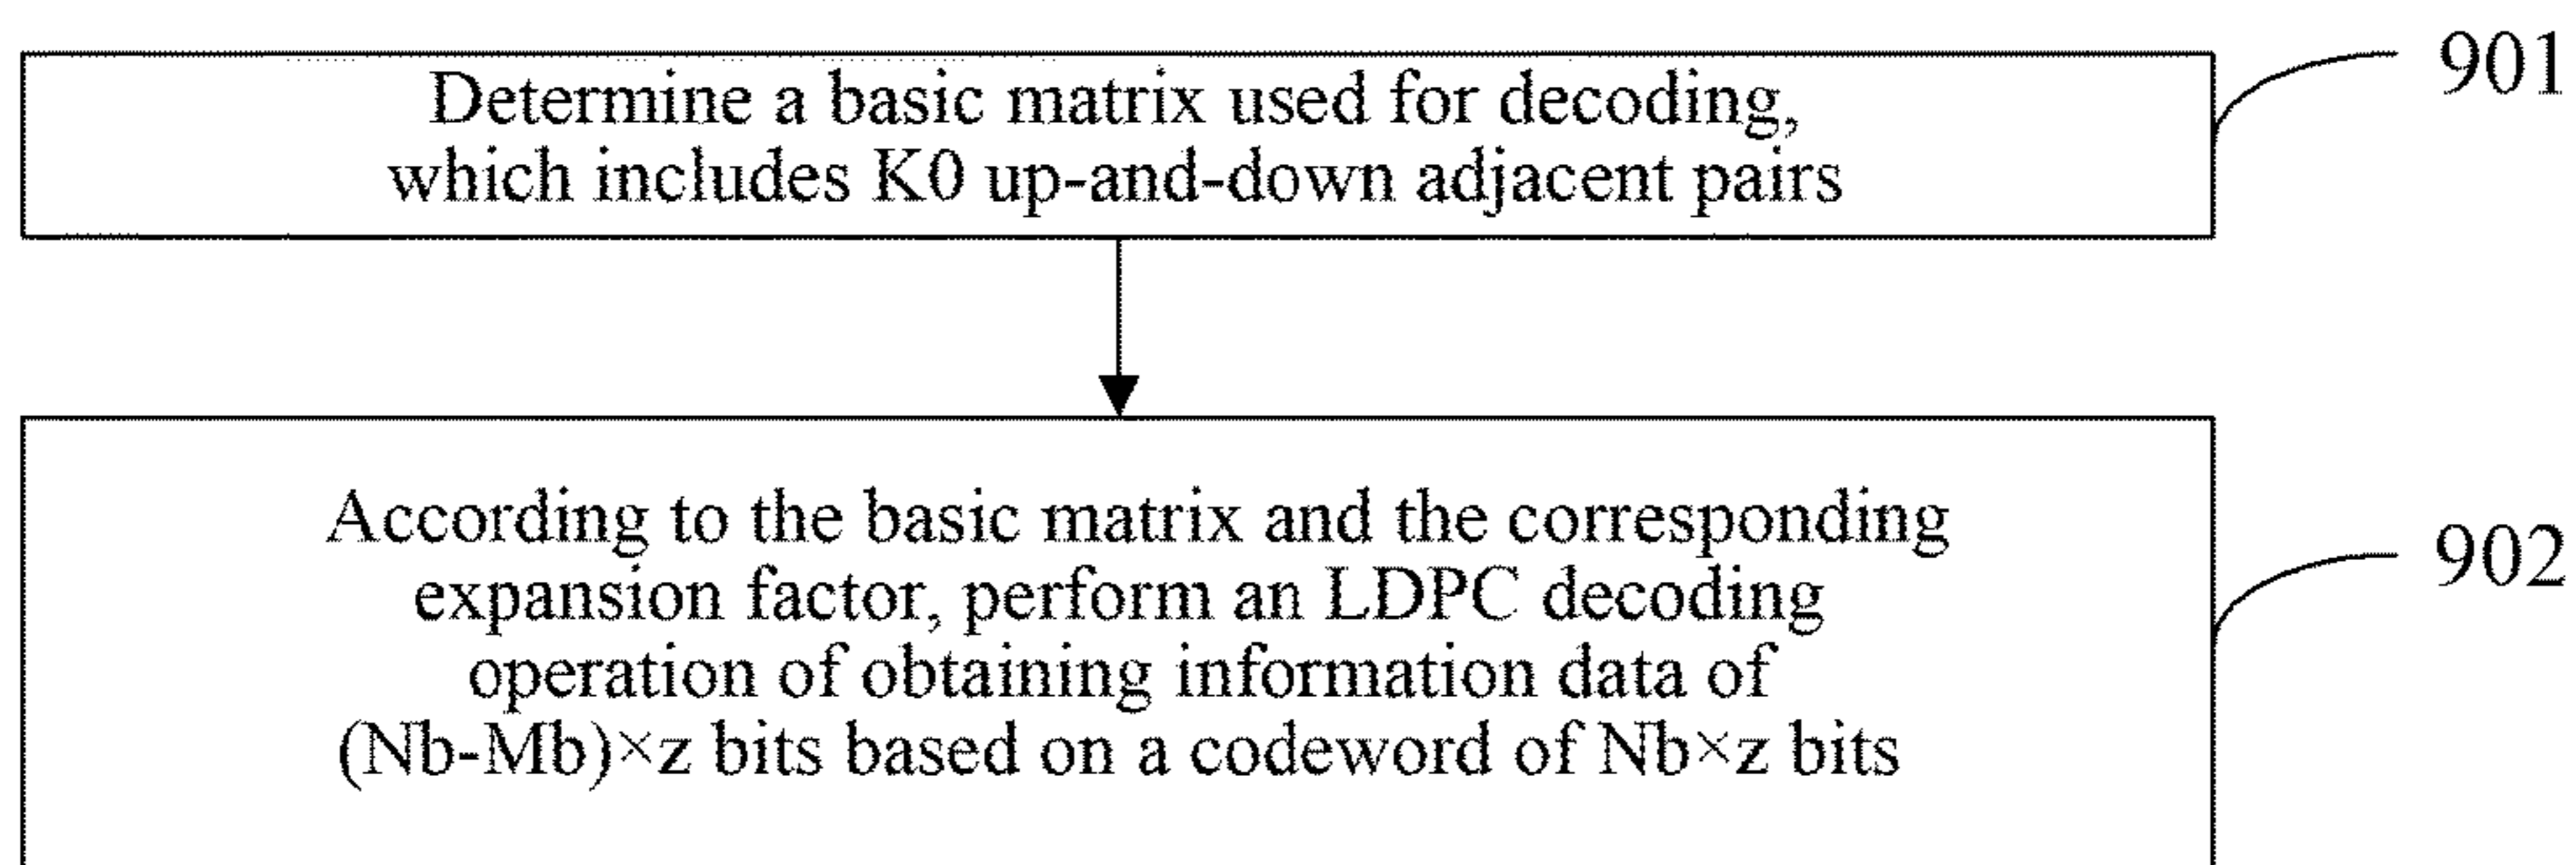 901
Determine a basic matrix used for decoding,
which includes K0 up-and-down adjacent pairs
According to the basic matrix and the corresponding
expansion factor, perform an LDPC decoding
operation of obtaining information data of
(Nb-Mb)×z bits based on a codeword of Nb×z bits
902